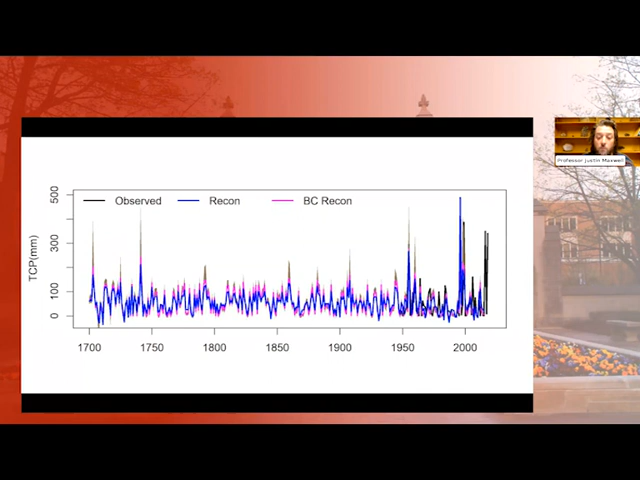 Observed Recon BC Recon
TCP(mm)
500
300
100
0
1700 1750 1800 1850 1900 1950 2000
Professor Justin Maxwell